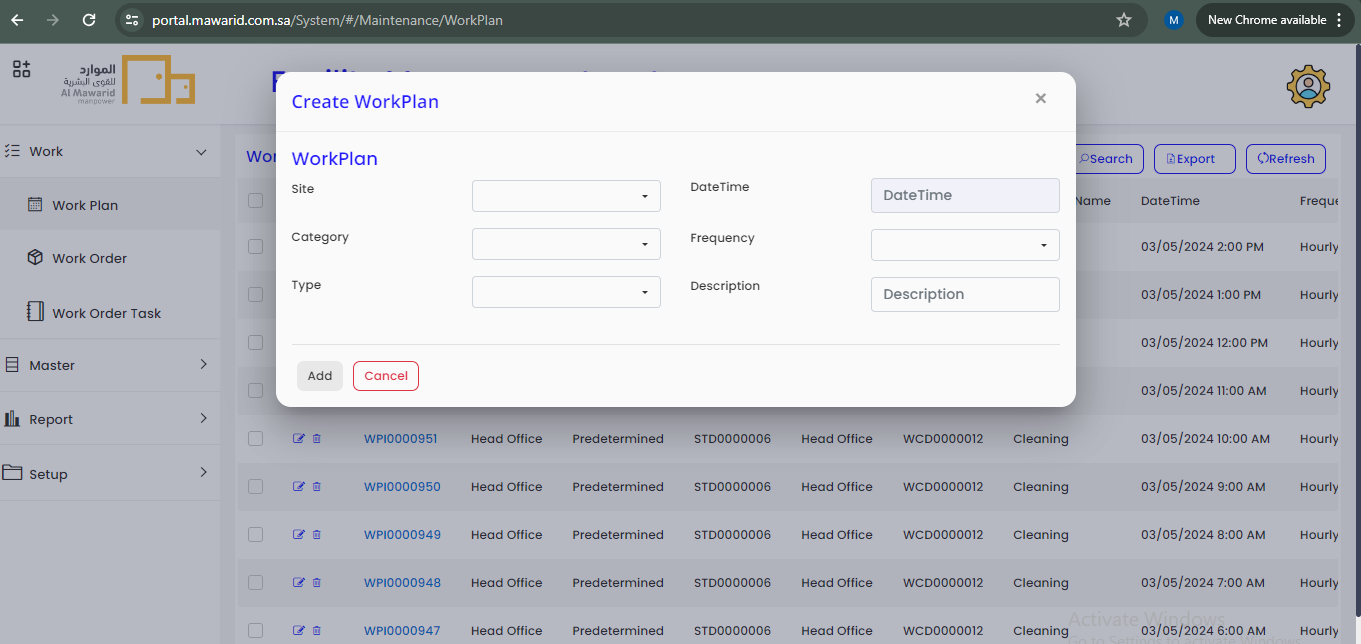 portal.mawarid.com.sa/System/#/Maintenance/WorkPlan
M
New Chrome available
الموارد
للقوى البشرية
Al Mawarid
manpower
Create WorkPlan
×
WorkPlan
Site
DateTime
DateTime
Category
Frequency
Type
Description
Description
Add
Cancel
Work
Work Plan
Work Order
Work Order Task
Master
Report
Setup
Search
Export
Refresh
Name DateTime
03/05/2024 2:00 PM Hourly
03/05/2024 1:00 PM Hourly
03/05/2024 12:00 PM Hourly
03/05/2024 11:00 AM Hourly
WPI0000951 Head Office Predetermined STD0000006 Head Office WCD0000012 Cleaning 03/05/2024 10:00 AM Hourly
WPI0000950 Head Office Predetermined STD0000006 Head Office WCD0000012 Cleaning 03/05/2024 9:00 AM Hourly
WPI0000949 Head Office Predetermined STD0000006 Head Office WCD0000012 Cleaning 03/05/2024 8:00 AM Hourly
WPI0000948 Head Office Predetermined STD0000006 Head Office WCD0000012 Cleaning 03/05/2024 7:00 AM Hourly
WPI0000947 Head Office Predetermined STD0000006 Head Office WCD0000012 Cleaning 03/05/2024 6:00 AM Hourly
Activate Windows
Go to Settings to activate Windows.